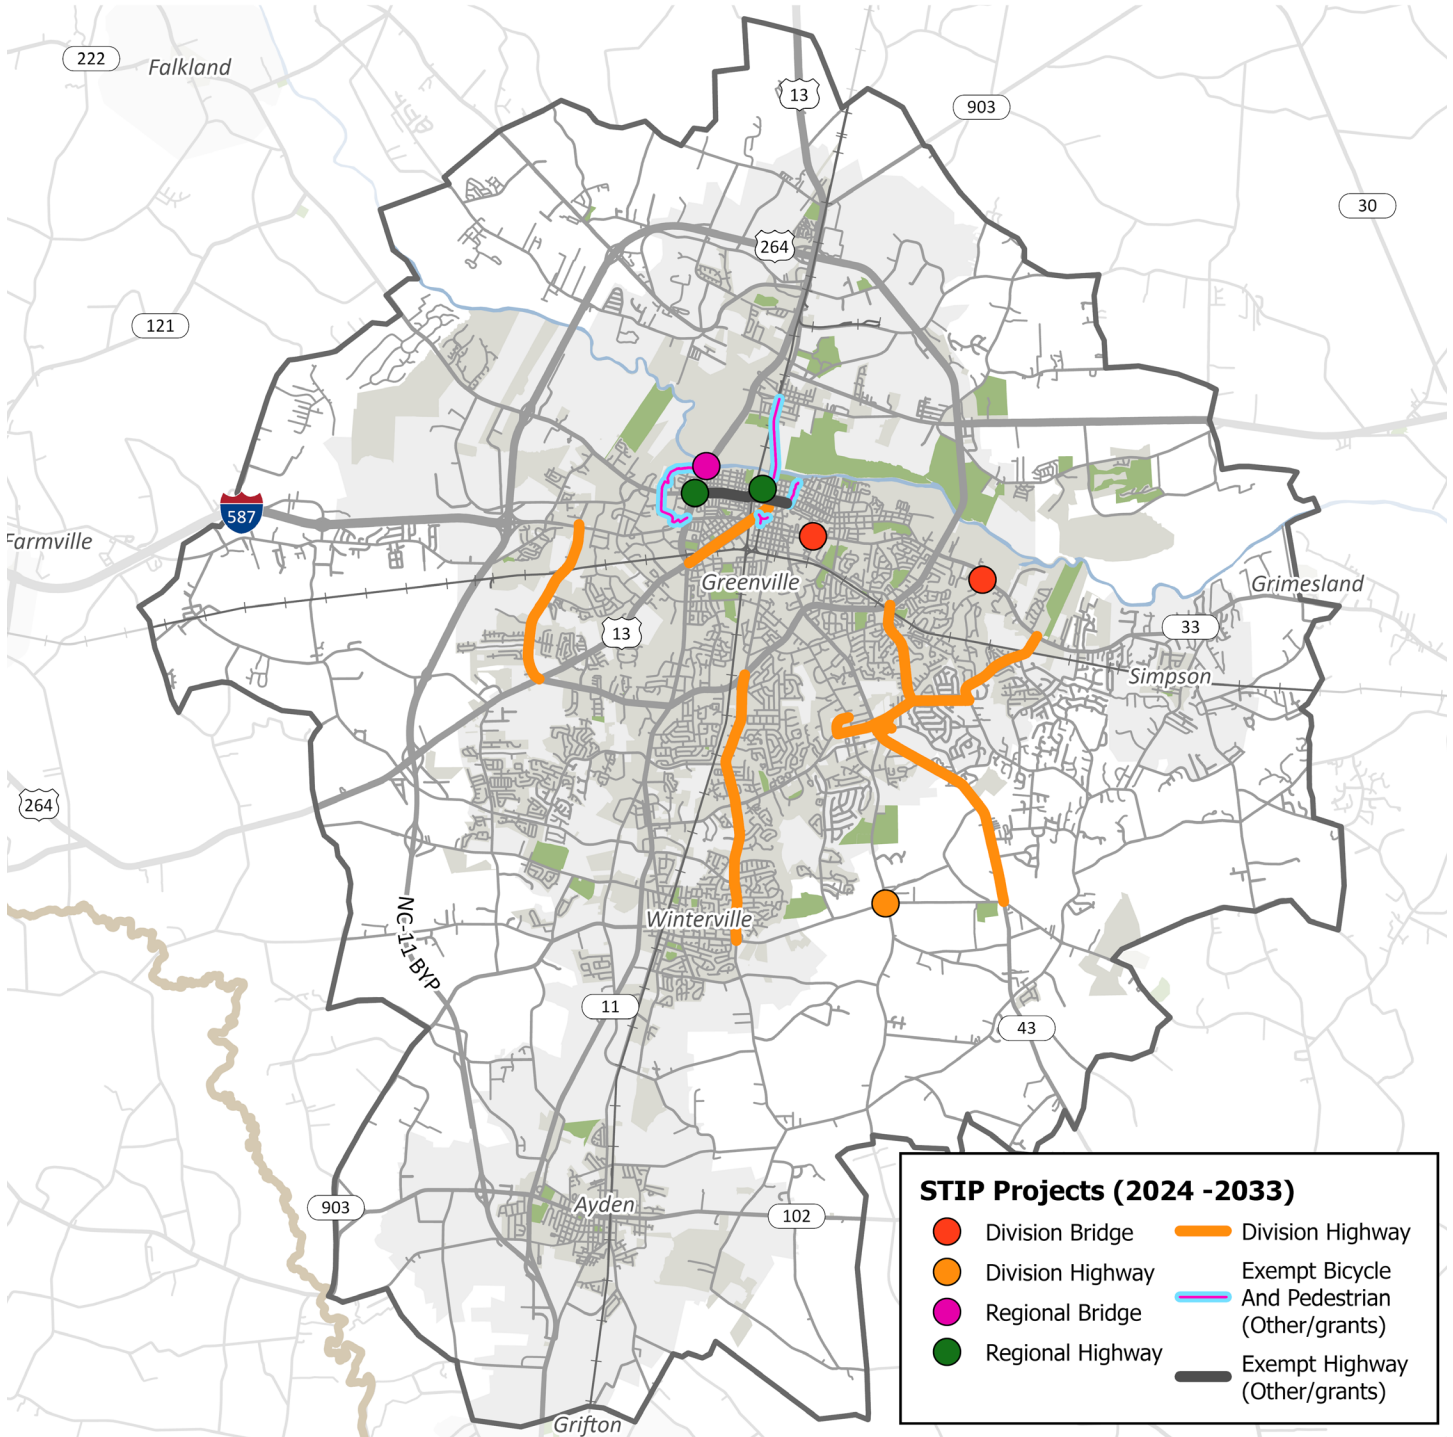 222
Falkland
13
903
30
264
121
587
Farmville
Greenville
Grimesland
13
33
Simpson
264
Winterville
NC-11 BYP
11
43
903
Ayden
102
Grifton
STIP Projects (2024 -2033)
Division Bridge
Division Highway
Regional Bridge
Regional Highway
Division Highway
Exempt Bicycle
And Pedestrian
(Other/grants)
Exempt Highway
(Other/grants)